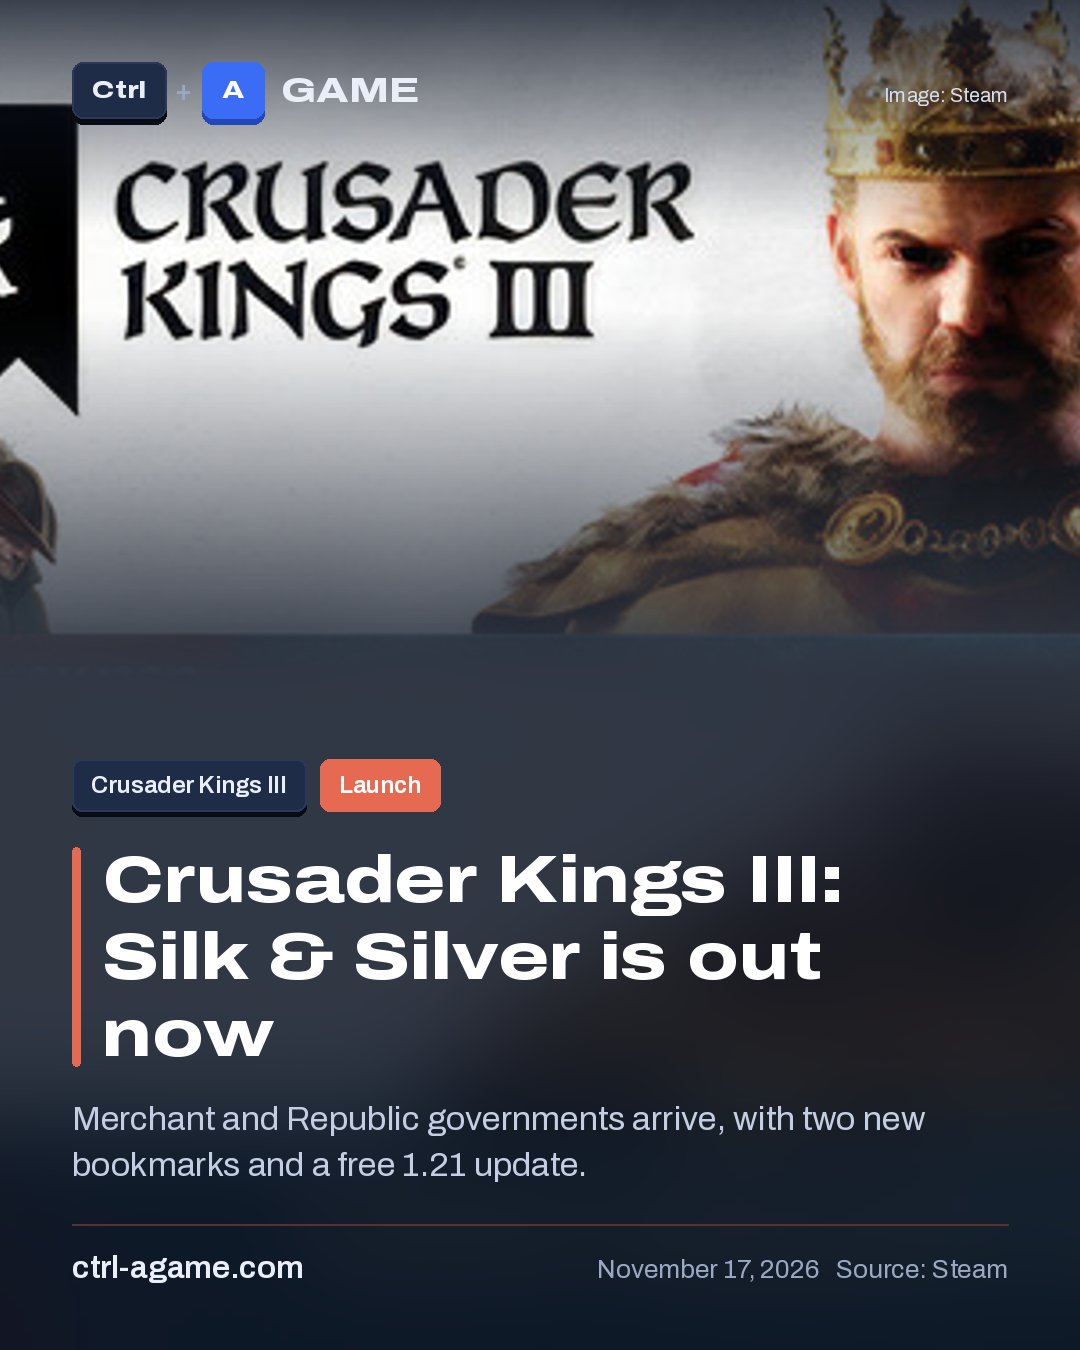 Ctrl + A GAME
Image: Steam
CRUSADER
KINGS III
Crusader Kings III
Launch
Crusader Kings III:
Silk & Silver is out
now
Merchant and Republic governments arrive, with two new
bookmarks and a free 1.21 update.
ctrl-agame.com
November 17, 2026 Source: Steam